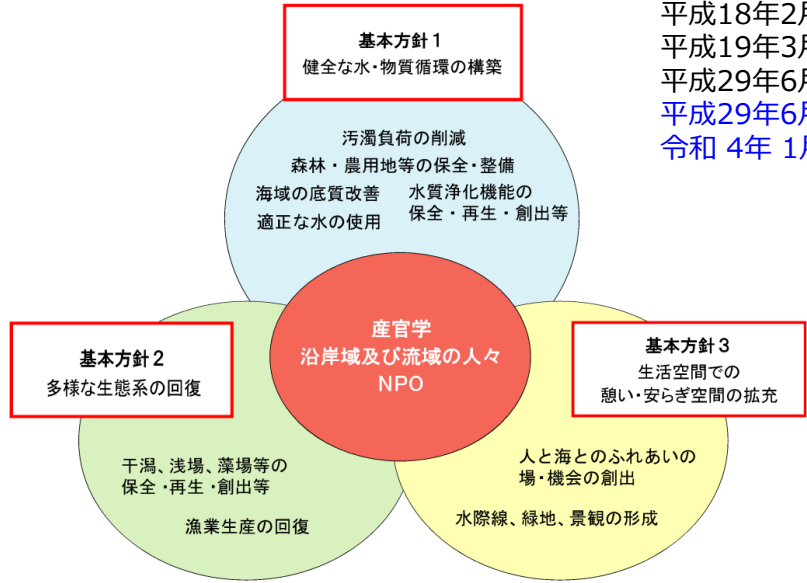 基本方針１
健全な水・物質循環の構築
平成18年2月
平成19年3月
平成29年6月
平成29年6月
令和 4年 1月
汚濁負荷の削減
森林・農用地等の保全・整備
海域の底質改善
適正な水の使用
水質浄化機能の
保全・再生・創出等
産官学
沿岸域及び流域の人々
NPO
基本方針２
多様な生態系の回復
干潟、浅場、藻場等の
保全・再生・創出等
漁業生産の回復
基本方針３
生活空間での
憩い・安らぎ空間の拡充
人と海とのふれあいの
場・機会の創出
水際線、緑地、景観の形成